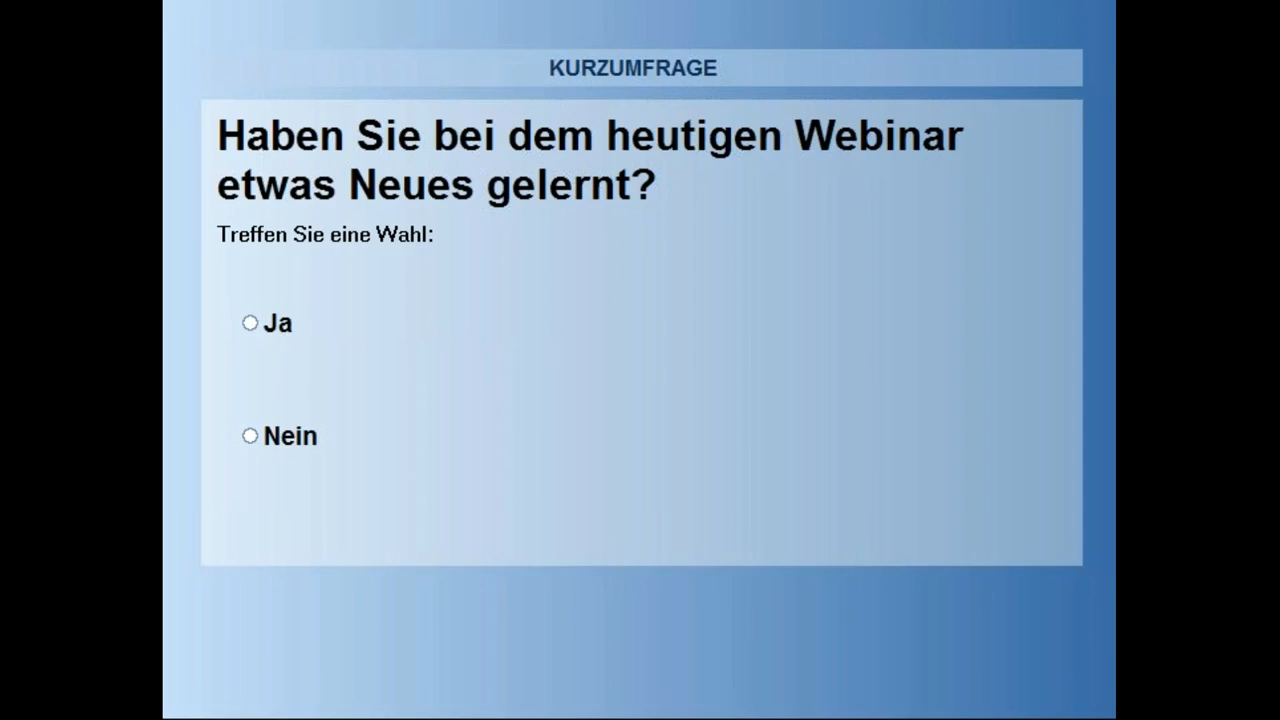 KURZUMFRAGE
Haben Sie bei dem heutigen Webinar
etwas Neues gelernt?
Treffen Sie eine Wahl:
Ja
Nein